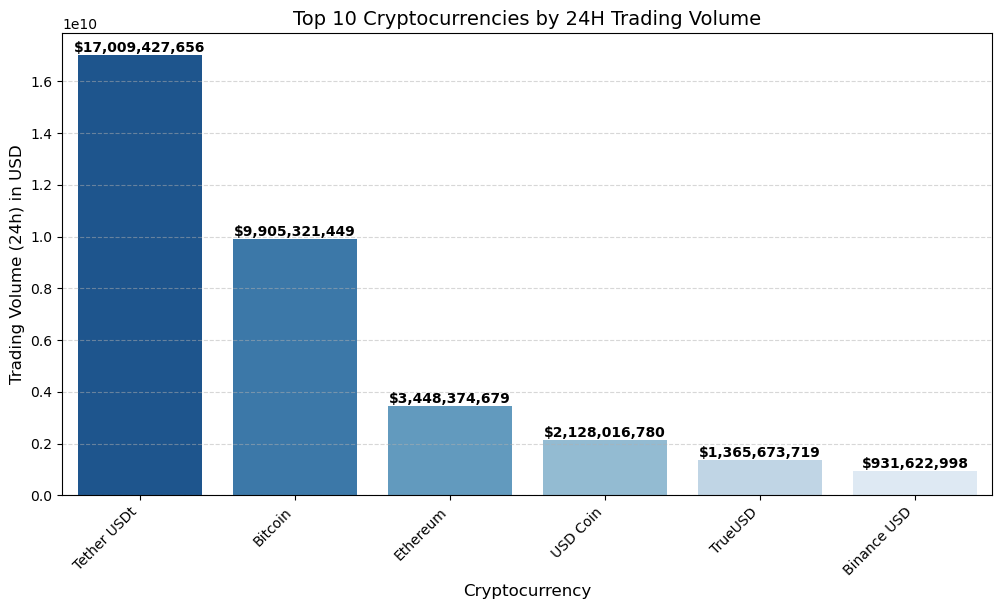 Top 10 Cryptocurrencies by 24H Trading Volume
1e10
Trading Volume (24h) in USD
1.6
1.4
1.2
1.0
0.8
0.6
0.4
0.2
0.0
$17,009,427,656
$9,905,321,449
$3,448,374,679
$2,128,016,780
$1,365,673,719
$931,622,998
Tether USDt
Bitcoin
Ethereum
USD Coin
TrueUSD
Binance USD
Cryptocurrency